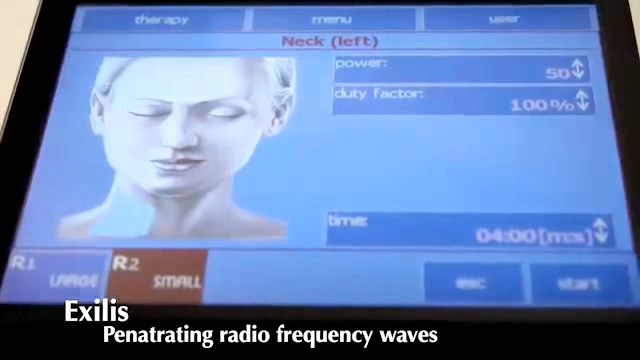 therapy menu user
Neck (left)
power:
50
duty factor:
100%
time:
04:00[min]
R1
LARGE
R2
SMALL
esc
start
Exilis
Penatrating radio frequency waves